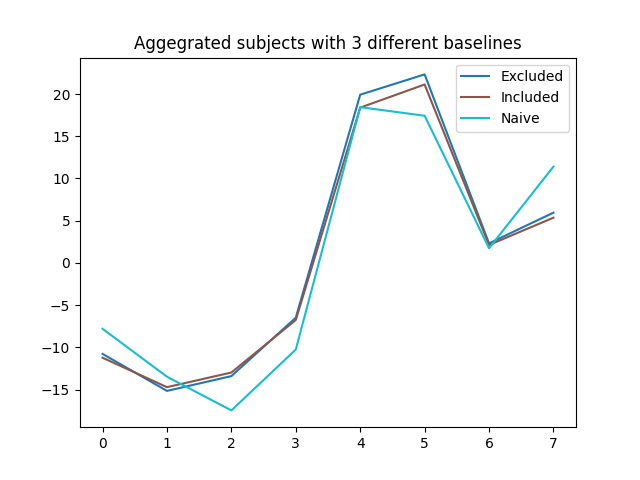 Aggegrated subjects with 3 different baselines
Excluded
Included
Naive
20
15
10
5
0
−5
−10
−15
0 1 2 3 4 5 6 7